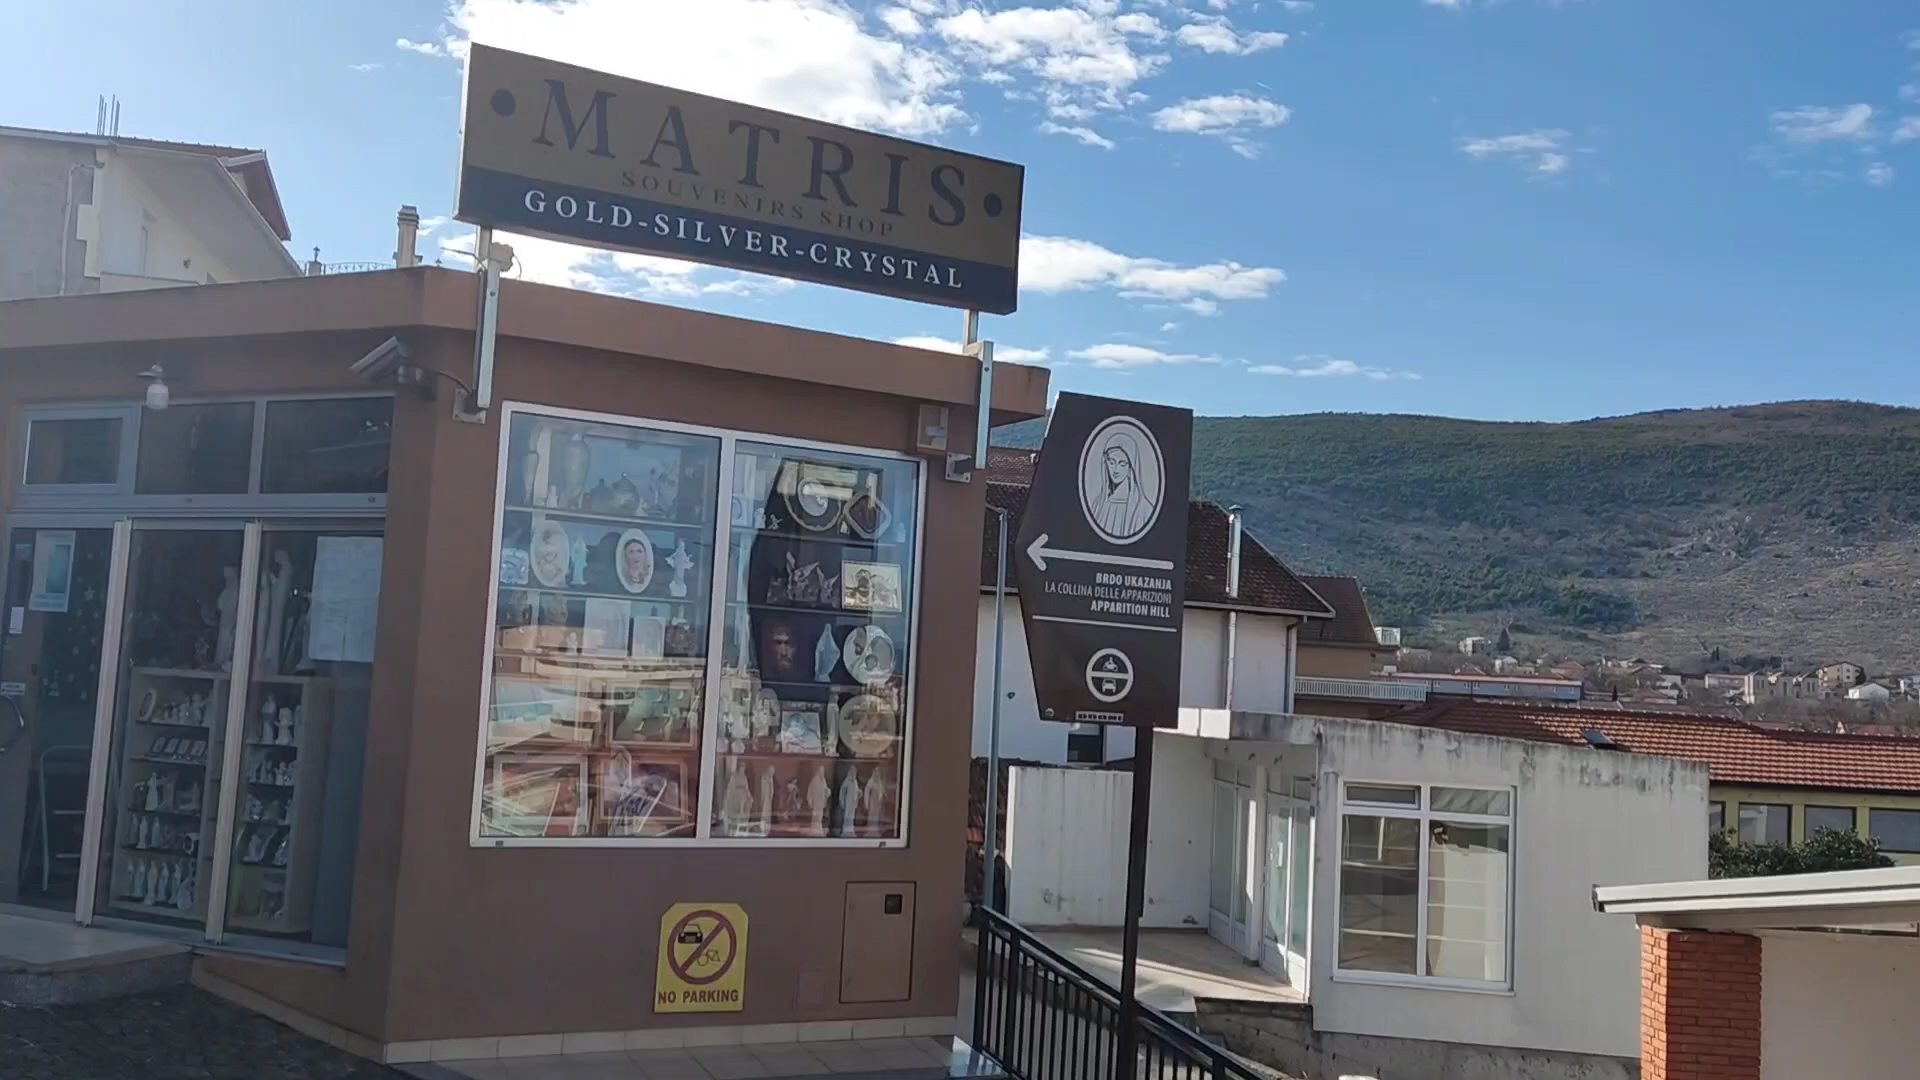 •MATRIS•
SOUVENIRS SHOP
GOLD-SILVER-CRYSTAL
BRDO UKAZANJA
LA COLLINA DELLE APPARIZIONI
APPARITION HILL
NO PARKING